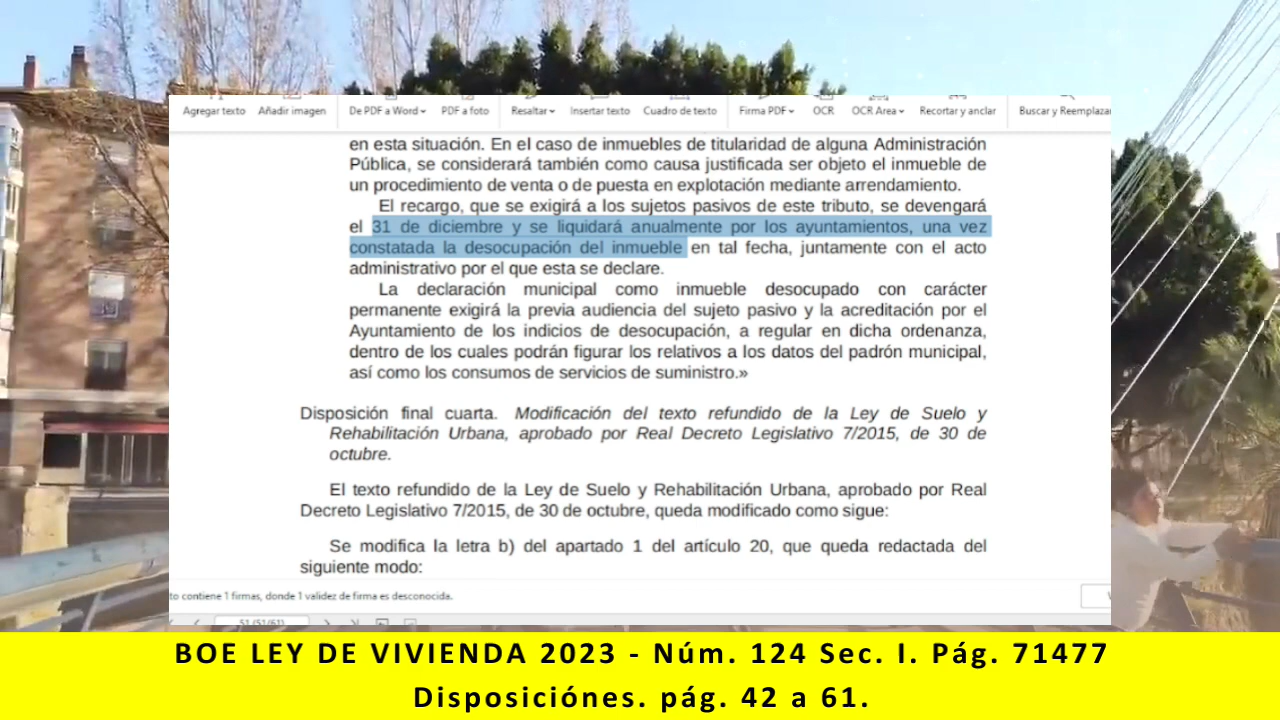 Agregar texto Añadir imagen De PDF a Word PDF a foto Resaltar Insertar texto Cuadro de texto Firma PDF OCR OCR Area Recortar y anclar Buscar y Reemplazar
en esta situación. En el caso de inmuebles de titularidad de alguna Administración
Pública, se considerará también como causa justificada ser objeto el inmueble de
un procedimiento de venta o de puesta en explotación mediante arrendamiento.
El recargo, que se exigirá a los sujetos pasivos de este tributo, se devengará
el 31 de diciembre y se liquidará anualmente por los ayuntamientos, una vez
constatada la desocupación del inmueble en tal fecha, juntamente con el acto
administrativo por el que esta se declare.
La declaración municipal como inmueble desocupado con carácter
permanente exigirá la previa audiencia del sujeto pasivo y la acreditación por el
Ayuntamiento de los indicios de desocupación, a regular en dicha ordenanza,
dentro de los cuales podrán figurar los relativos a los datos del padrón municipal,
así como los consumos de servicios de suministro.»
Disposición final cuarta. Modificación del texto refundido de la Ley de Suelo y
Rehabilitación Urbana, aprobado por Real Decreto Legislativo 7/2015, de 30 de
octubre.
El texto refundido de la Ley de Suelo y Rehabilitación Urbana, aprobado por Real
Decreto Legislativo 7/2015, de 30 de octubre, queda modificado como sigue:
Se modifica la letra b) del apartado 1 del artículo 20, que queda redactada del
siguiente modo:
to contiene 1 firmas, donde 1 validez de firma es desconocida.
51 (51/61)
BOE LEY DE VIVIENDA 2023 - Núm. 124 Sec. I. Pág. 71477
Disposiciónes. pág. 42 a 61.